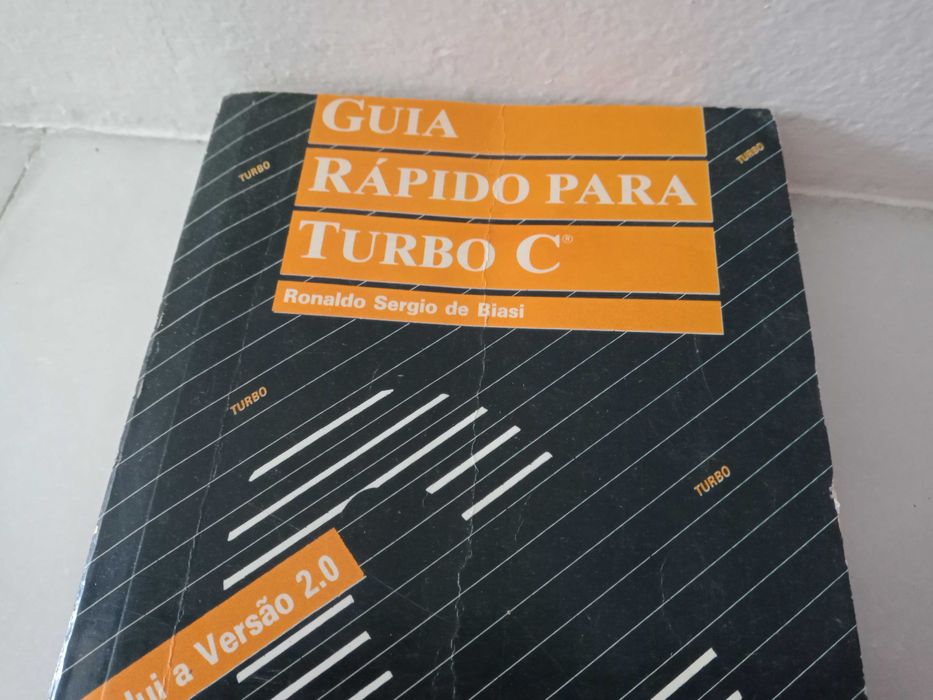 GUIA
RÁPIDO PARA
TURBO C®
Ronaldo Sergio de Biasi
TURBO
TURBO
TURBO
TURBO
a Versão 2.0